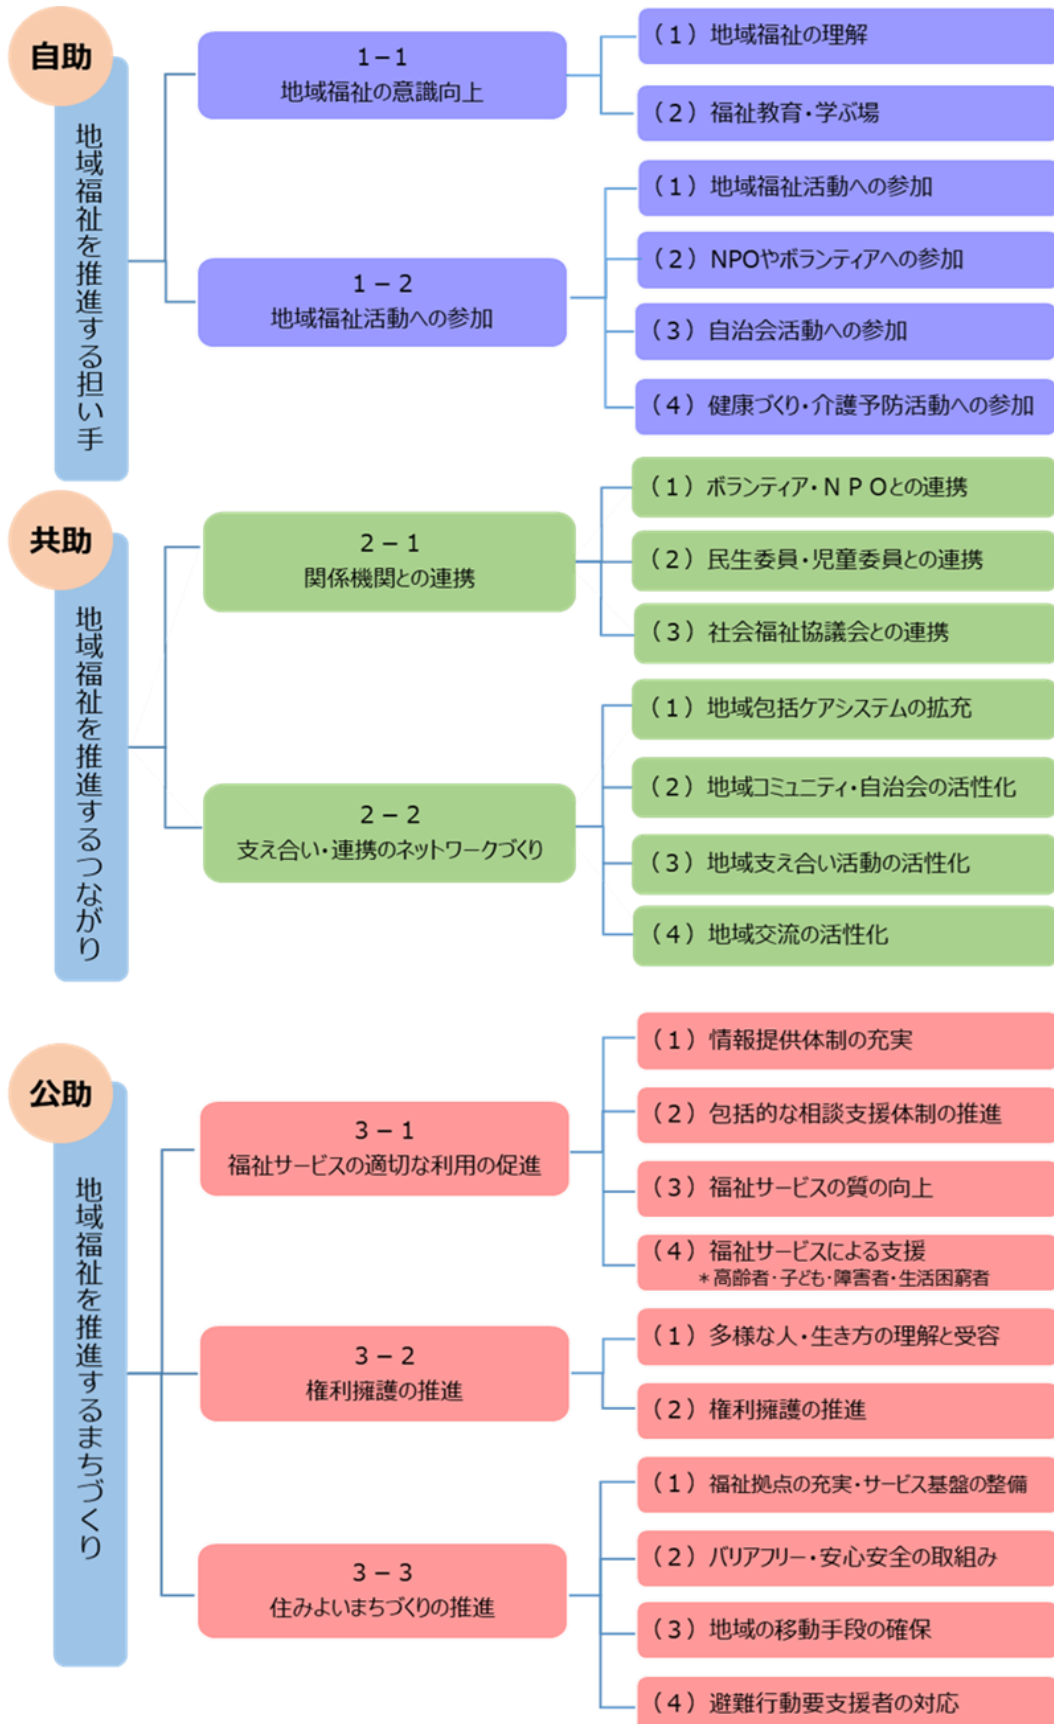 自助
地域福祉を推進する担い手
1-1
地域福祉の意識向上
(1)地域福祉の理解
(2)福祉教育・学ぶ場
1-2
地域福祉活動への参加
(1)地域福祉活動への参加
(2)NPOやボランティアへの参加
(3)自治会活動への参加
(4)健康づくり・介護予防活動への参加
共助
地域福祉を推進するつながり
2-1
関係機関との連携
(1)ボランティア・NPOとの連携
(2)民生委員・児童委員との連携
(3)社会福祉協議会との連携
2-2
支え合い・連携のネットワークづくり
(1)地域包括ケアシステムの拡充
(2)地域コミュニティ・自治会の活性化
(3)地域支え合い活動の活性化
(4)地域交流の活性化
公助
地域福祉を推進するまちづくり
3-1
福祉サービスの適切な利用の促進
(1)情報提供体制の充実
(2)包括的な相談支援体制の推進
(3)福祉サービスの質の向上
(4)福祉サービスによる支援
*高齢者・子ども・障害者・生活困窮者
3-2
権利擁護の推進
(1)多様な人・生き方の理解と受容
(2)権利擁護の推進
3-3
住みよいまちづくりの推進
(1)福祉拠点の充実・サービス基盤の整備
(2)バリアフリー・安心安全の取組み
(3)地域の移動手段の確保
(4)避難行動要支援者の対応